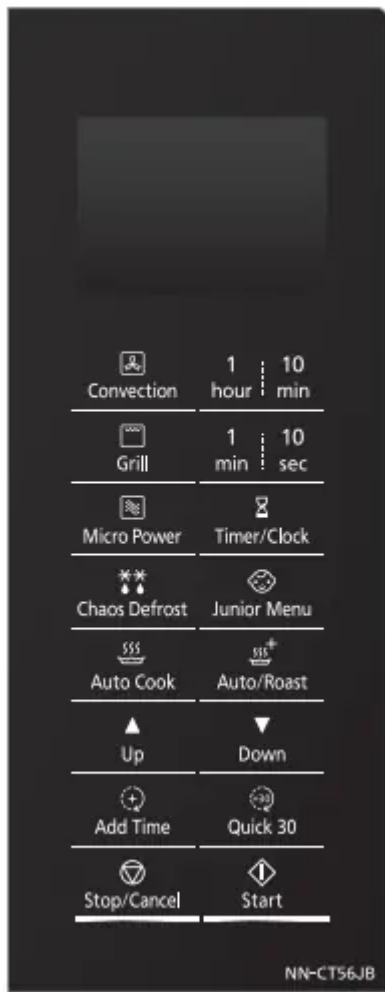 Convection
1 10
hour min
Grill
1 10
min sec
Micro Power Timer/Clock
Chaos Defrost Junior Menu
Auto Cook Auto/Roast
Up Down
-30
Add Time Quick 30
Stop/Cancel Start
NN-CT56JB